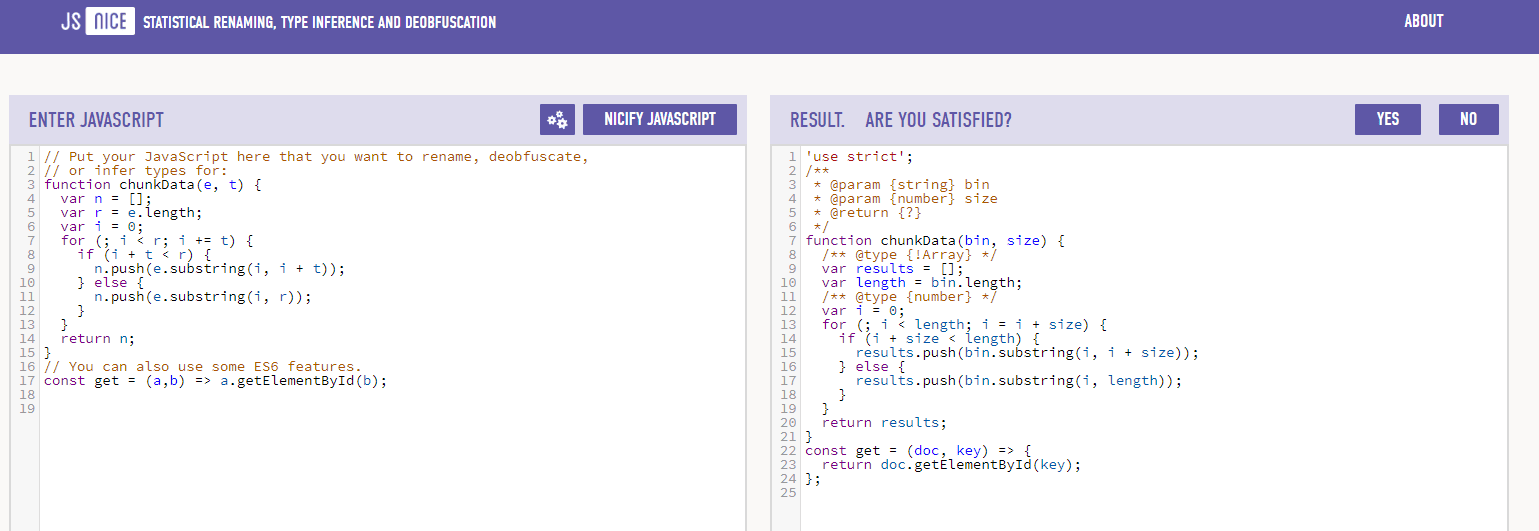 JS NICE STATISTICAL RENAMING, TYPE INFERENCE AND DEOBFUSCATION
ABOUT
ENTER JAVASCRIPT
NICIFY JAVASCRIPT
1 // Put your JavaScript here that you want to rename, deobfuscate,
2 // or infer types for:
3 function chunkData(e, t) {
4   var n = [];
5   var r = e.length;
6   var i = 0;
7   for (; i < r; i += t) {
8     if (i + t < r) {
9       n.push(e.substring(i, i + t));
10     } else {
11       n.push(e.substring(i, r));
12     }
13   }
14   return n;
15 }
16 // You can also use some ES6 features.
17 const get = (a,b) => a.getElementById(b);
18
19
RESULT. ARE YOU SATISFIED?
YES
NO
1 'use strict';
2 /**
3  * @param {string} bin
4  * @param {number} size
5  * @return {?}
6  */
7 function chunkData(bin, size) {
8   /** @type {!Array} */
9   var results = [];
10   var length = bin.length;
11   /** @type {number} */
12   var i = 0;
13   for (; i < length; i = i + size) {
14     if (i + size < length) {
15       results.push(bin.substring(i, i + size));
16     } else {
17       results.push(bin.substring(i, length));
18     }
19   }
20   return results;
21 }
22 const get = (doc, key) => {
23   return doc.getElementById(key);
24 };
25